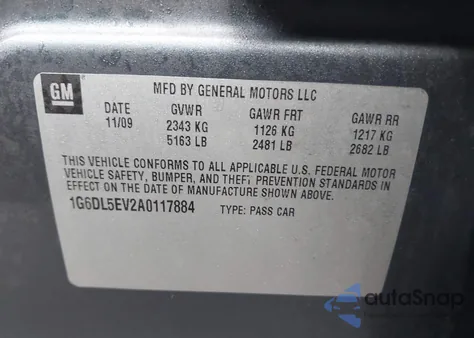 GM
MFD BY GENERAL MOTORS LLC
DATE GVWR GAWR FRT GAWR RR
11/09 2343 KG 1126 KG 1217 KG
5163 LB 2481 LB 2682 LB
THIS VEHICLE CONFORMS TO ALL APPLICABLE U.S. FEDERAL MOTOR
VEHICLE SAFETY, BUMPER, AND THEFT PREVENTION STANDARDS IN
EFFECT ON THE DATE OF MANUFACTURE SHOWN ABOVE.
1G6DL5EV2A0117884 TYPE: PASS CAR
autoSnap